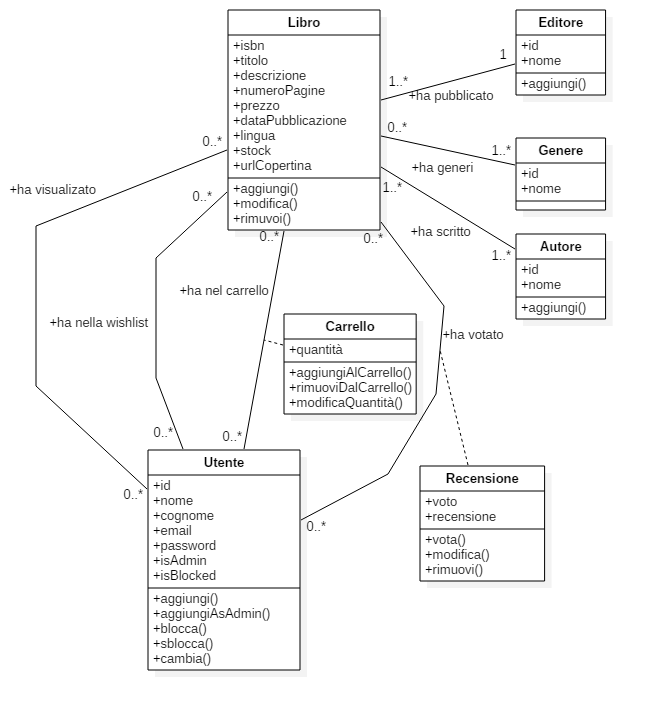 Libro
+isbn
+titolo
+descrizione
+numeroPagine
+prezzo
+dataPubblicazione
+lingua
+stock
+urlCopertina
+aggiungi()
+modifica()
+rimuvoi()
Editore
+id
+nome
+aggiungi()
1
1..*
+ha pubblicato
0..*
1..*
+ha generi
Genere
+id
+nome
1..*
+ha scritto
1..*
Autore
+id
+nome
+aggiungi()
0..*
+ha visualizato
0..*
0..*
+ha nella wishlist
0..*
0..*
+ha nel carrello
0..*
0..*
+ha votato
0..*
Carrello
+quantità
+aggiungiAlCarrello()
+rimuoviDalCarrello()
+modificaQuantità()
Utente
+id
+nome
+cognome
+email
+password
+isAdmin
+isBlocked
+aggiungi()
+aggiungiAsAdmin()
+blocca()
+sblocca()
+cambia()
Recensione
+voto
+recensione
+vota()
+modifica()
+rimuovi()